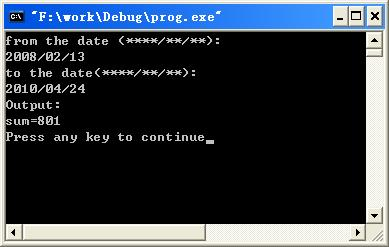 "F:\work\Debug\prog.exe"
from the date (****/**/**):
2008/02/13
to the date(****/**/**):
2010/04/24
Output:
sum=801
Press any key to continue_